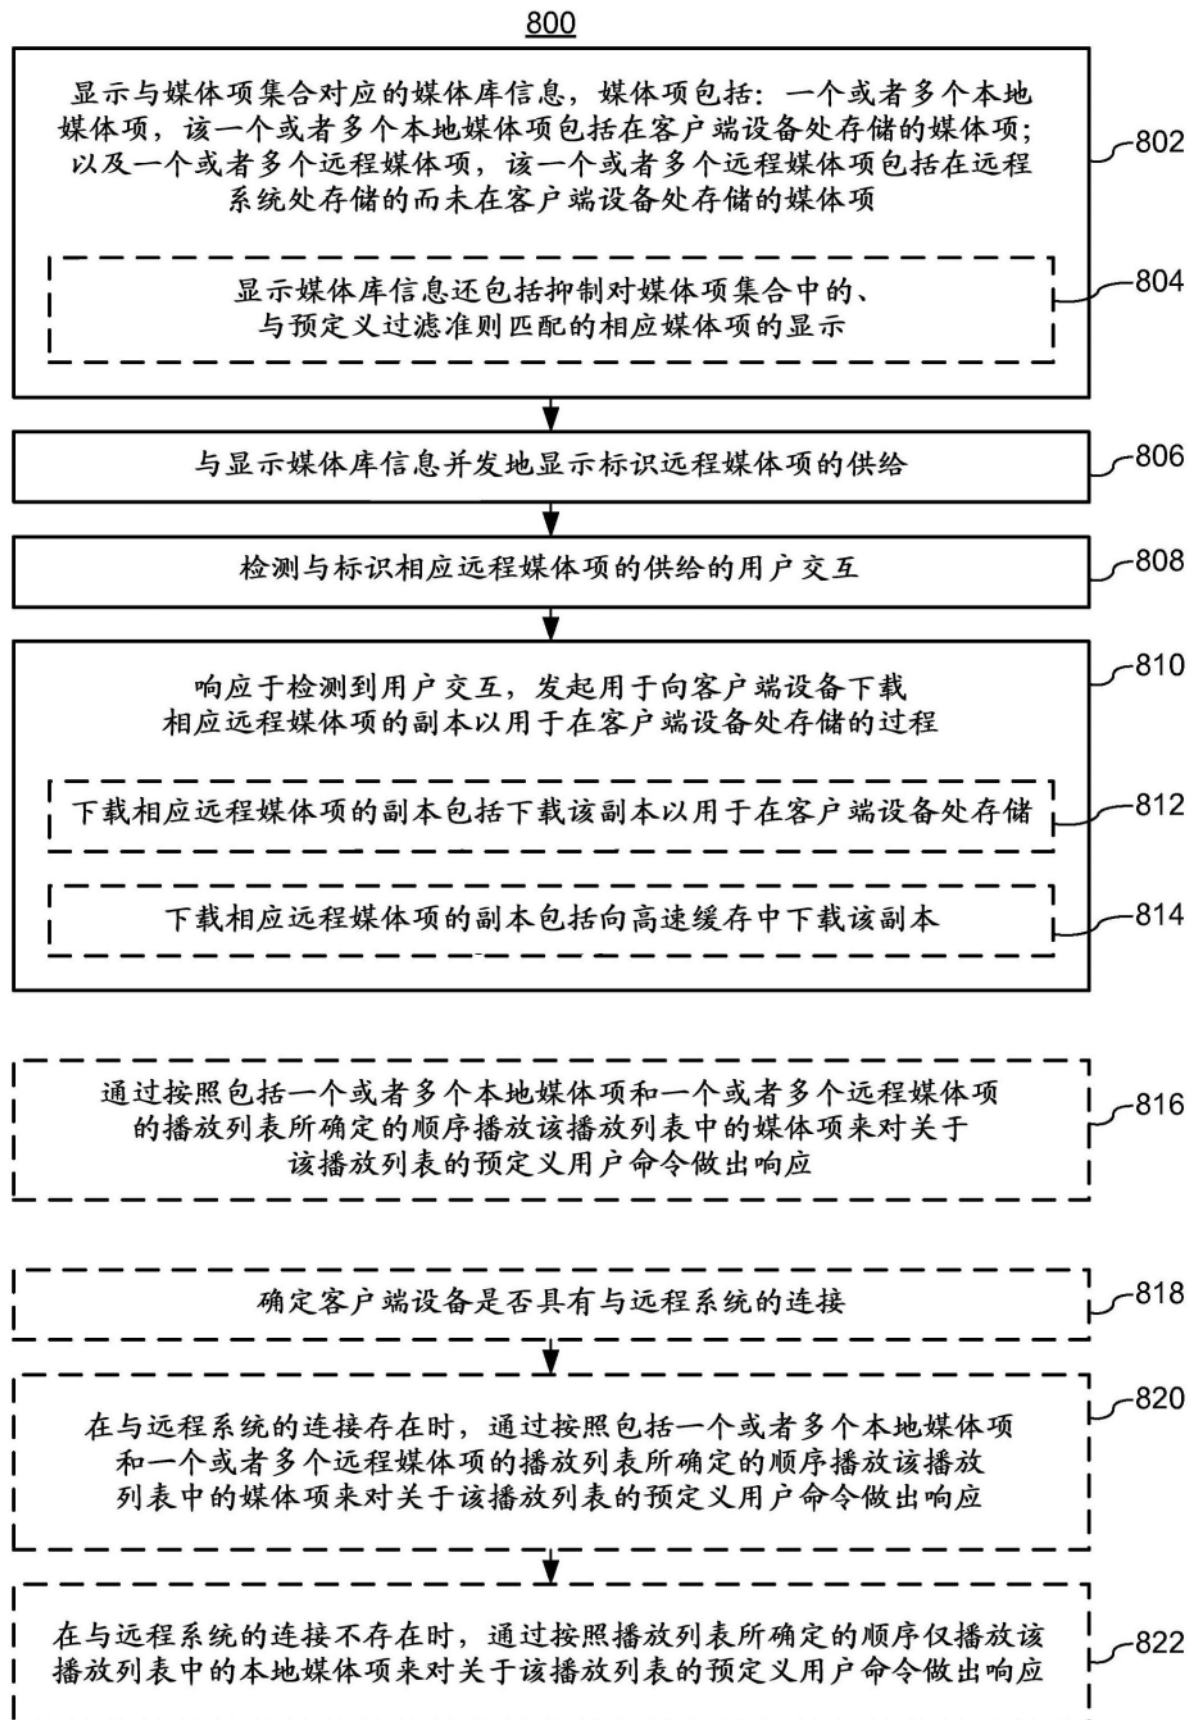 800
显示与媒体项集合对应的媒体库信息，媒体项包括：一个或者多个本地
媒体项，该一个或者多个本地媒体项包括在客户端设备处存储的媒体项；
以及一个或者多个远程媒体项，该一个或者多个远程媒体项包括在远程
系统处存储的而未在客户端设备处存储的媒体项
802
显示媒体库信息还包括抑制对媒体项集合中的、
与预定义过滤准则匹配的相应媒体项的显示
804
与显示媒体库信息并发地显示标识远程媒体项的供给
806
检测与标识相应远程媒体项的供给的用户交互
808
响应于检测到用户交互，发起用于向客户端设备下载
相应远程媒体项的副本以用于在客户端设备处存储的过程
810
下载相应远程媒体项的副本包括下载该副本以用于在客户端设备处存储
812
下载相应远程媒体项的副本包括向高速缓存中下载该副本
814
通过按照包括一个或者多个本地媒体项和一个或者多个远程媒体项
的播放列表所确定的顺序播放该播放列表中的媒体项来对关于
该播放列表的预定义用户命令做出响应
816
确定客户端设备是否具有与远程系统的连接
818
在与远程系统的连接存在时，通过按照包括一个或者多个本地媒体项
和一个或者多个远程媒体项的播放列表所确定的顺序播放该播放
列表中的媒体项来对关于该播放列表的预定义用户命令做出响应
820
在与远程系统的连接不存在时，通过按照播放列表所确定的顺序仅播放该
播放列表中的本地媒体项来对关于该播放列表的预定义用户命令做出响应
822